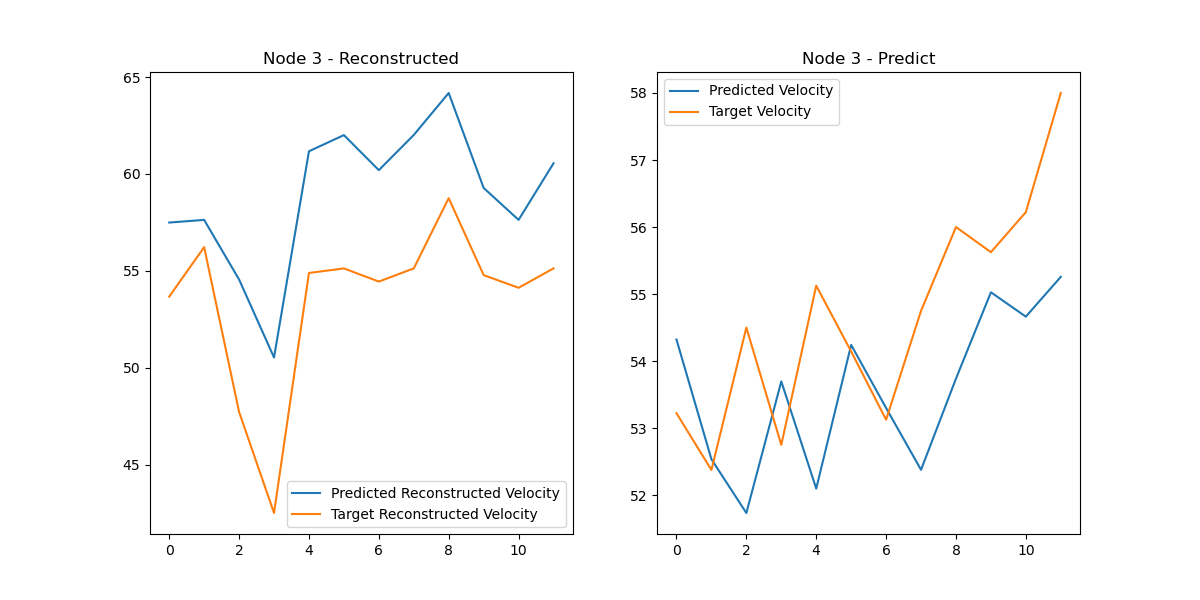 Node 3 - Reconstructed
65
60
55
50
45
0 2 4 6 8 10
Predicted Reconstructed Velocity
Target Reconstructed Velocity
Node 3 - Predict
Predicted Velocity
Target Velocity
58
57
56
55
54
53
52
0 2 4 6 8 10